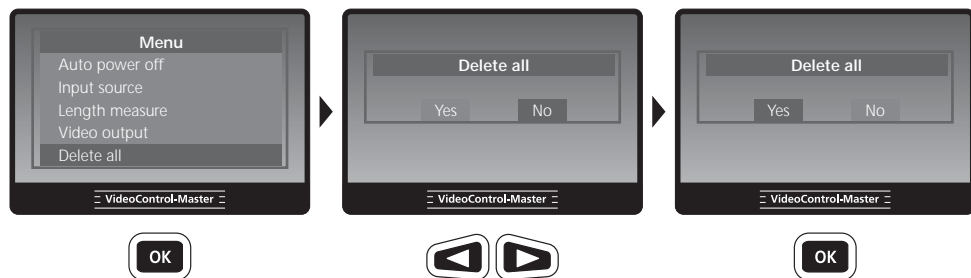 Menu
Auto power off
Input source
Length measure
Video output
Delete all
VideoControl-Master
OK
Delete all
Yes No
VideoControl-Master
Delete all
Yes No
VideoControl-Master
OK